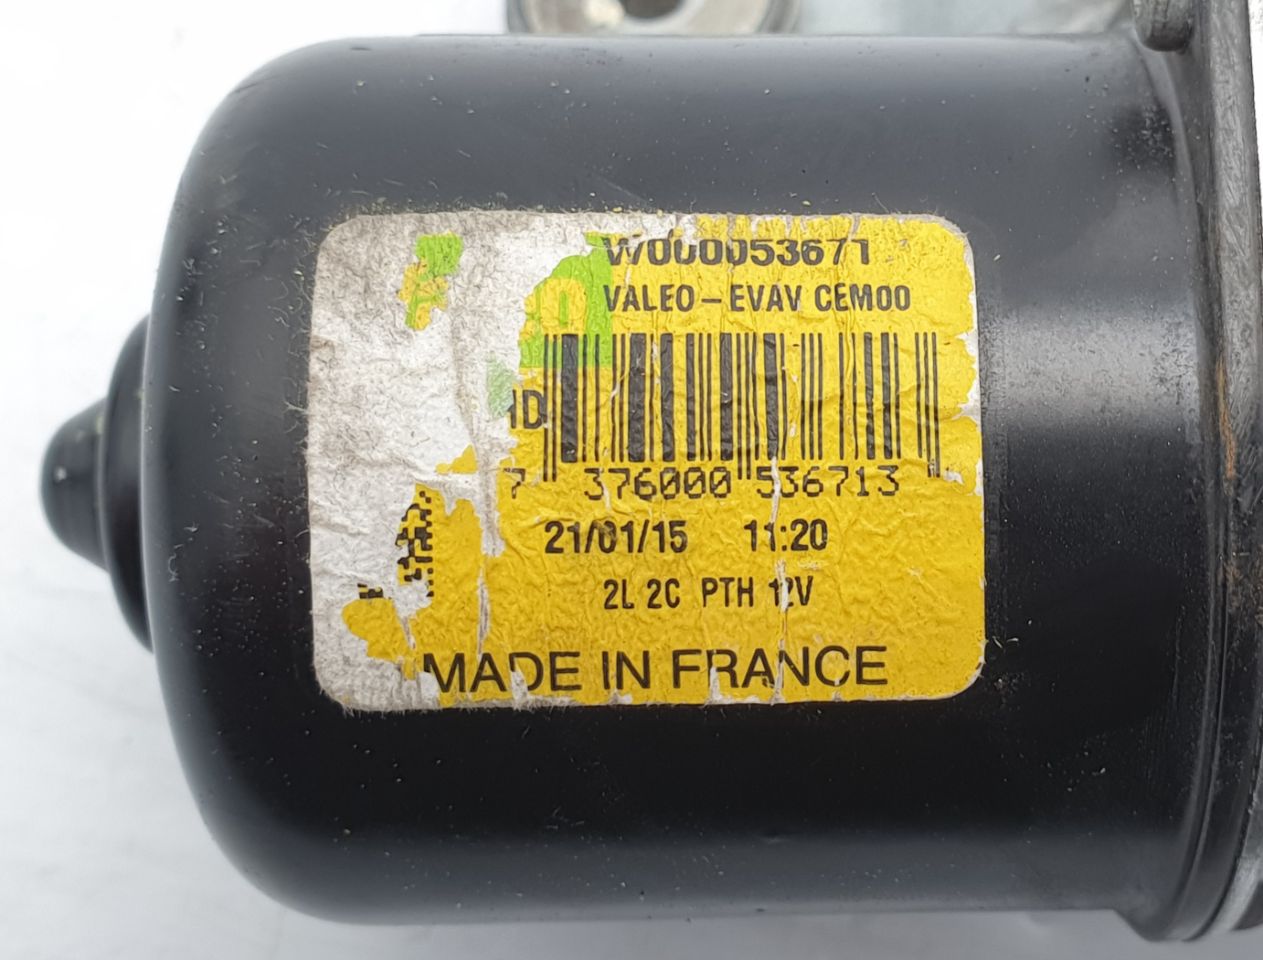 W000053671
VALEO-EVAV CEM00
7 376000 536713
21/01/15 11:20
2L 2C PTH 12V
MADE IN FRANCE